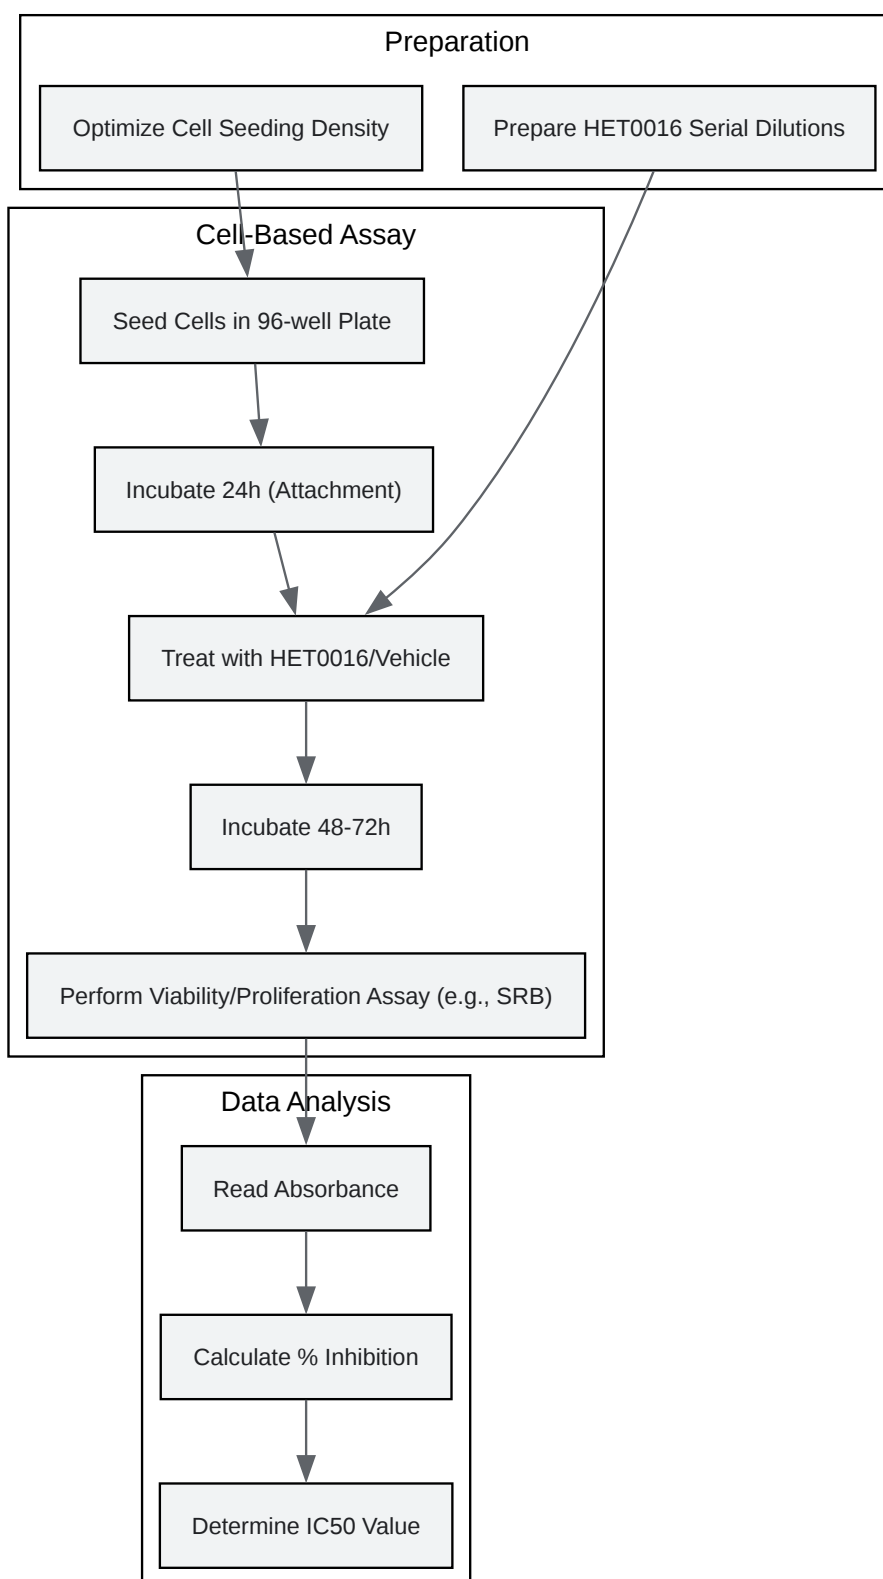 Preparation
Optimize Cell Seeding Density
Prepare HET0016 Serial Dilutions
Cell-Based Assay
Seed Cells in 96-well Plate
Incubate 24h (Attachment)
Treat with HET0016/Vehicle
Incubate 48-72h
Perform Viability/Proliferation Assay (e.g., SRB)
Data Analysis
Read Absorbance
Calculate % Inhibition
Determine IC50 Value